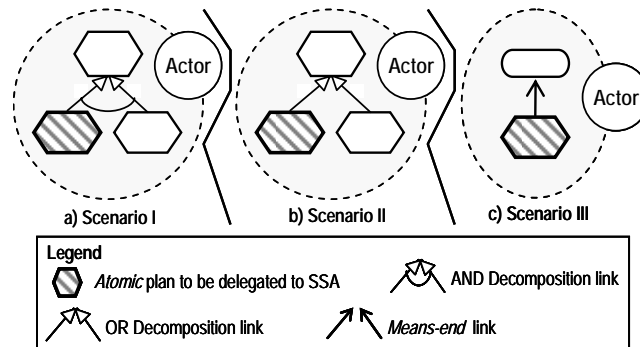 Actor
Actor
Actor
a) Scenario I
b) Scenario II
c) Scenario III
Legend
Atomic plan to be delegated to SSA
AND Decomposition link
OR Decomposition link
Means-end link